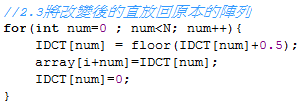 //2.3將改變後的直放回原本的陣列
for(int num=0 ; num<N; num++){
IDCT[num] = floor(IDCT[num]+0.5);
array[i+num]=IDCT[num];
IDCT[num]=0;
}